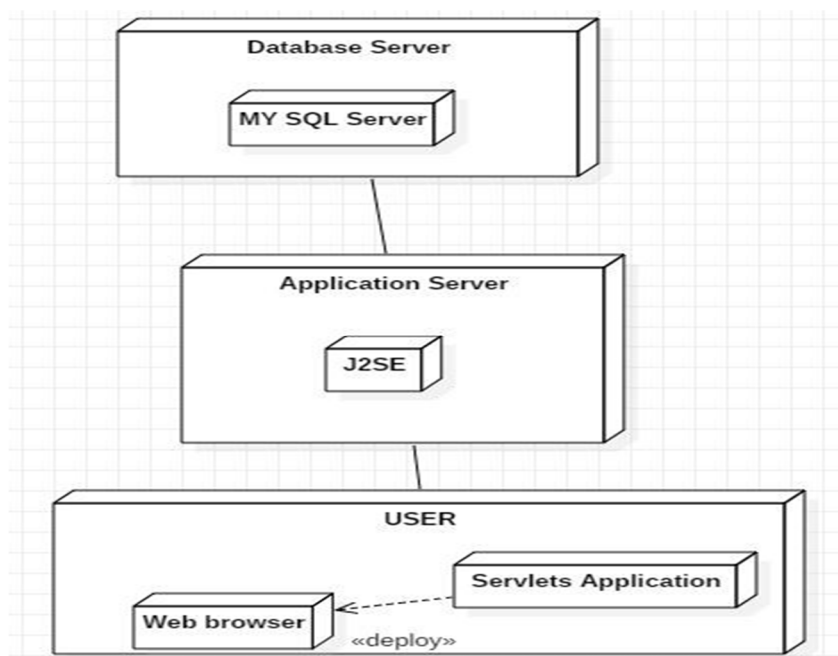 Database Server
MY SQL Server
Application Server
J2SE
USER
Servlets Application
Web browser
«deploy»